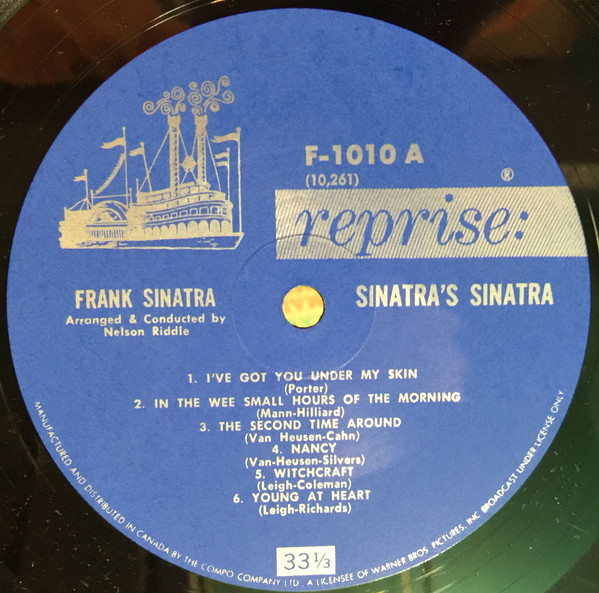 F-1010 A
(10,261)
®
reprise:
FRANK SINATRA
Arranged & Conducted by
Nelson Riddle
SINATRA'S SINATRA
1. I'VE GOT YOU UNDER MY SKIN
(Porter)
2. IN THE WEE SMALL HOURS OF THE MORNING
(Mann-Hilliard)
3. THE SECOND TIME AROUND
(Van Heusen-Cahn)
4. NANCY
(Van-Heusen-Silvers)
5. WITCHCRAFT
(Leigh-Coleman)
6. YOUNG AT HEART
(Leigh-Richards)
33⅓
MANUFACTURED AND DISTRIBUTED IN CANADA BY THE COMPO COMPANY LTD., A LICENSEE OF WARNER BROS PICTURES, INC BROADCAST UNDER LICENSE ONLY